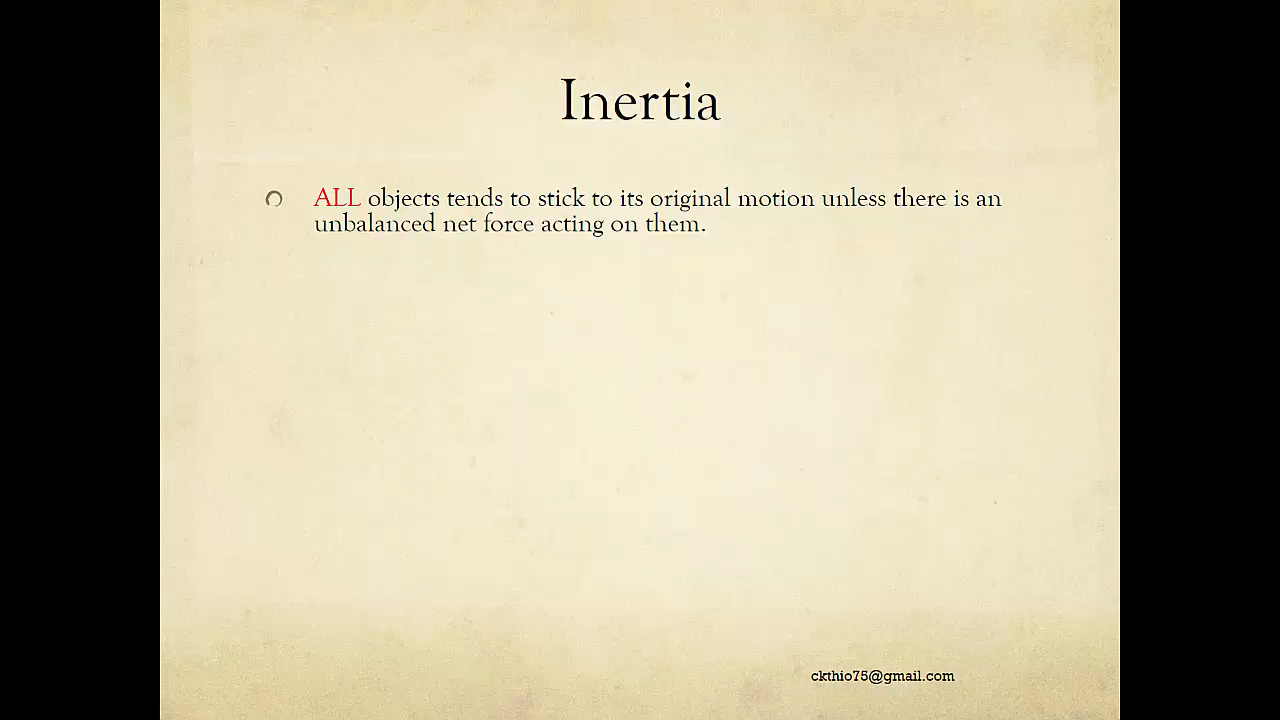 Inertia
ALL objects tends to stick to its original motion unless there is an
unbalanced net force acting on them.
ckthio75@gmail.com